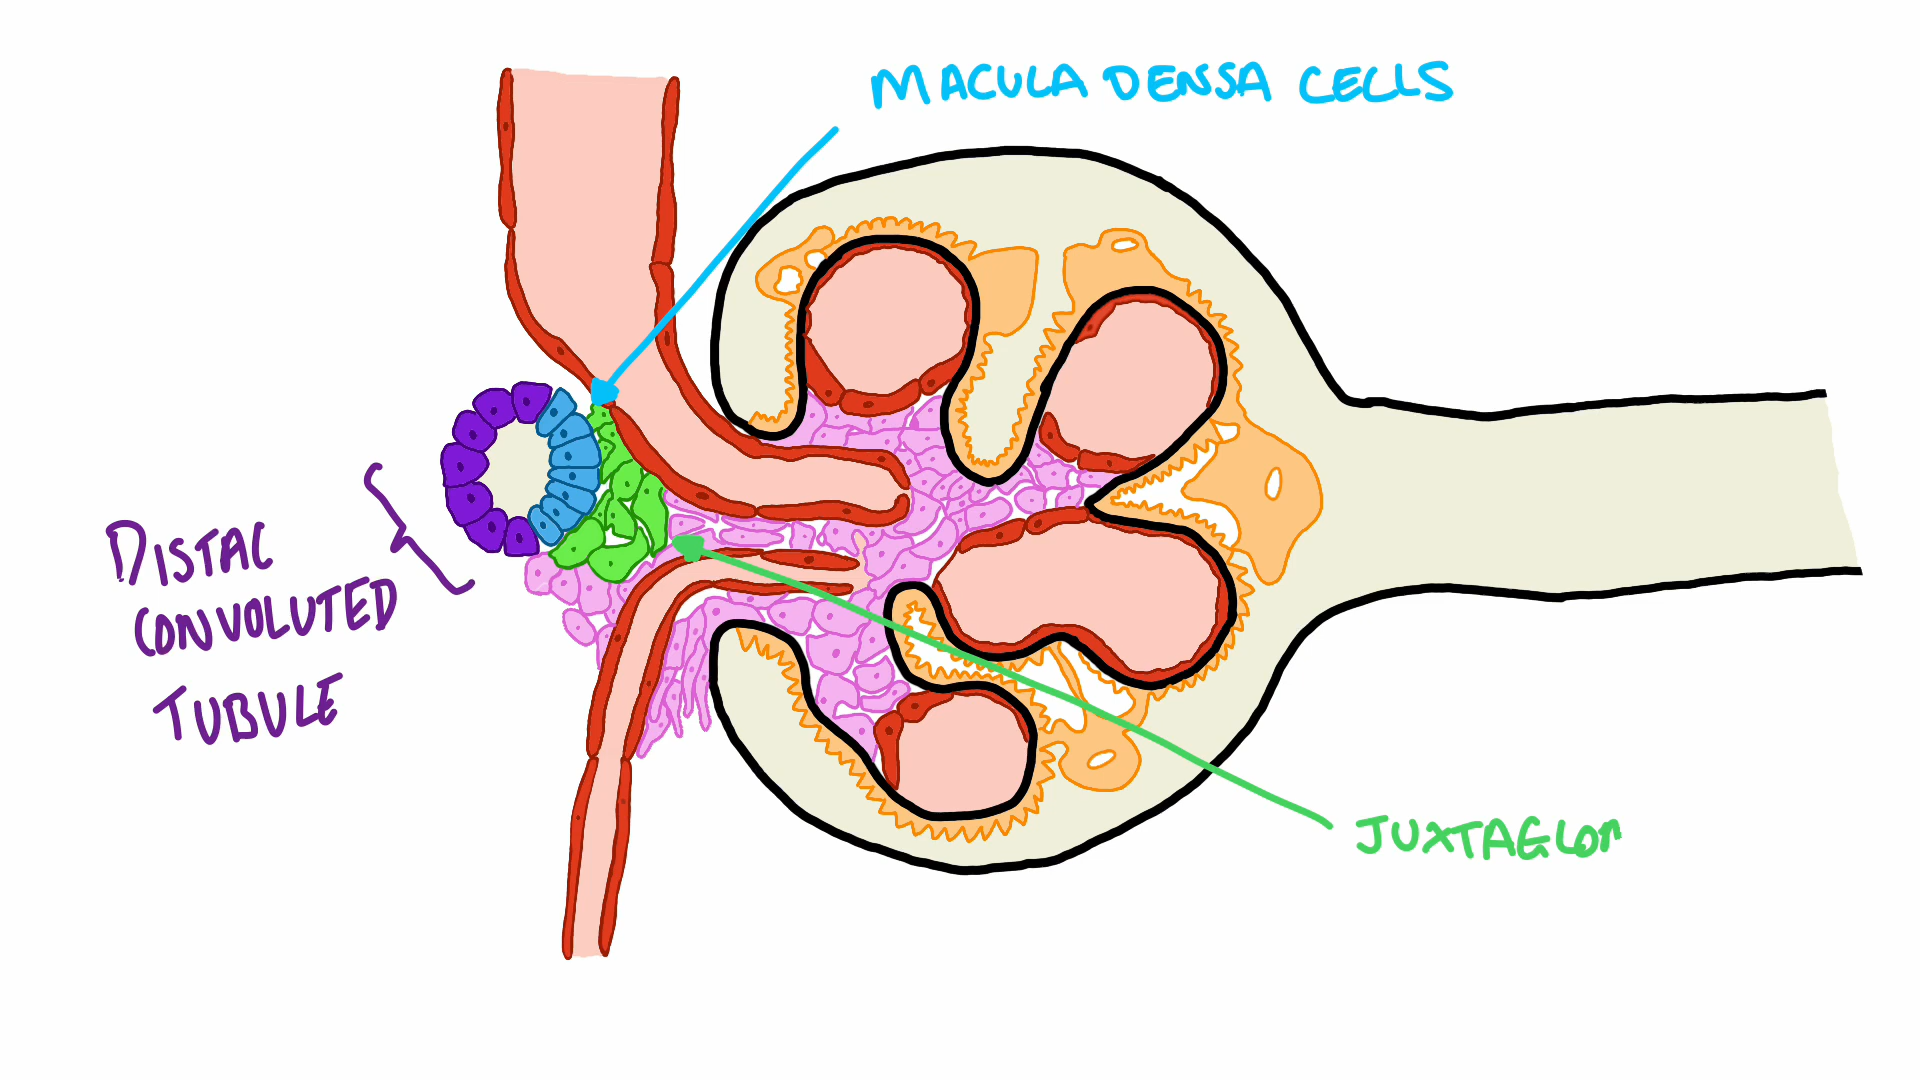 MACULA DENSA CELLS
DISTAL
CONVOLUTED
TUBULE
JUXTAGLOM